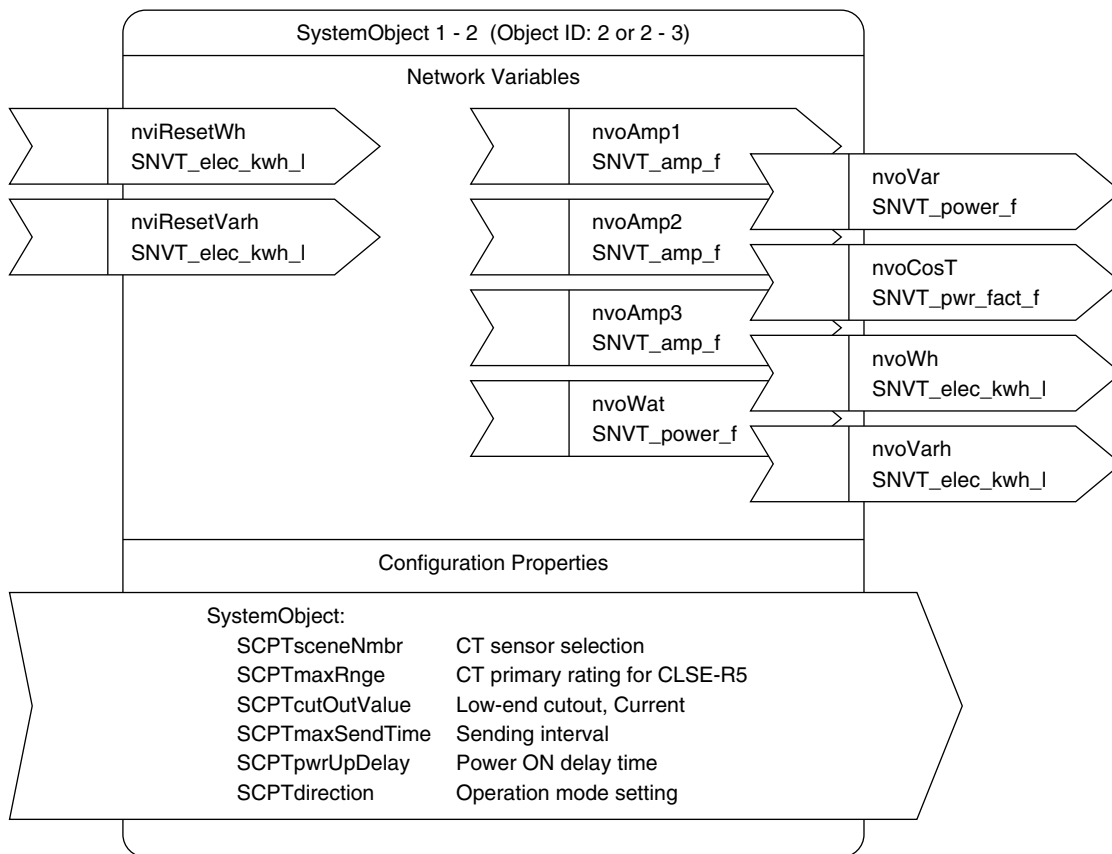 SystemObject 1 - 2 (Object ID: 2 or 2 - 3)
Network Variables
nviResetWh
SNVT_elec_kwh_l
nviResetVarh
SNVT_elec_kwh_l
nvoAmp1
SNVT_amp_f
nvoAmp2
SNVT_amp_f
nvoAmp3
SNVT_amp_f
nvoWat
SNVT_power_f
nvoVar
SNVT_power_f
nvoCosT
SNVT_pwr_fact_f
nvoWh
SNVT_elec_kwh_l
nvoVarh
SNVT_elec_kwh_l
Configuration Properties
SystemObject:
SCPTsceneNmbr CT sensor selection
SCPTmaxRnge CT primary rating for CLSE-R5
SCPTcutOutValue Low-end cutout, Current
SCPTmaxSendTime Sending interval
SCPTpwrUpDelay Power ON delay time
SCPTdirection Operation mode setting